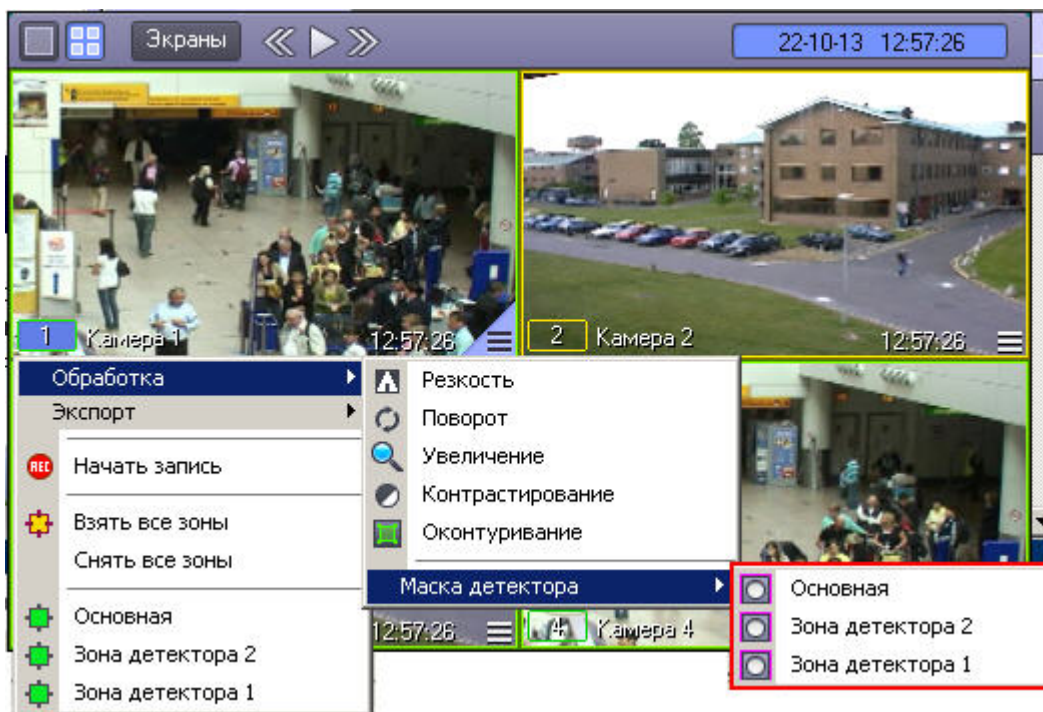 Экраны
22-10-13 12:57:26
1 Камера 1 12:57:26
2 Камера 2 12:57:26
Обработка
Экспорт
REC Начать запись
Взять все зоны
Снять все зоны
Основная
Зона детектора 2
Зона детектора 1
Резкость
Поворот
Увеличение
Контрастирование
Оконтуривание
Маска детектора
Основная
Зона детектора 2
Зона детектора 1
12:57:26
4 Камера 4